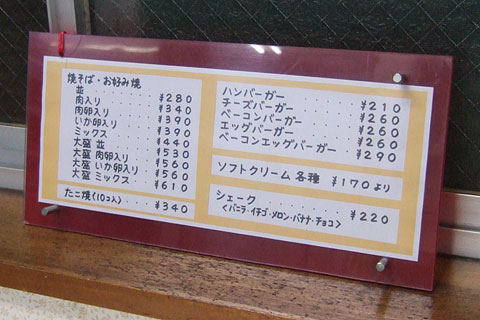 焼そば・お好み焼
並 ¥280
肉入り ¥340
肉卵入り ¥390
いか卵入り ¥390
ミックス ¥440
大盛 並 ¥530
大盛 肉卵入り ¥560
大盛 いか卵入り ¥560
大盛 ミックス ¥610
たこ焼〈10コ入〉 ¥340
ハンバーガー ¥210
チーズバーガー ¥260
ベーコンバーガー ¥260
エッグバーガー ¥260
ベーコンエッグバーガー ¥290
ソフトクリーム 各種 ¥170より
シェーク ¥220
〈バニラ・イチゴ・メロン・バナナ・チョコ〉